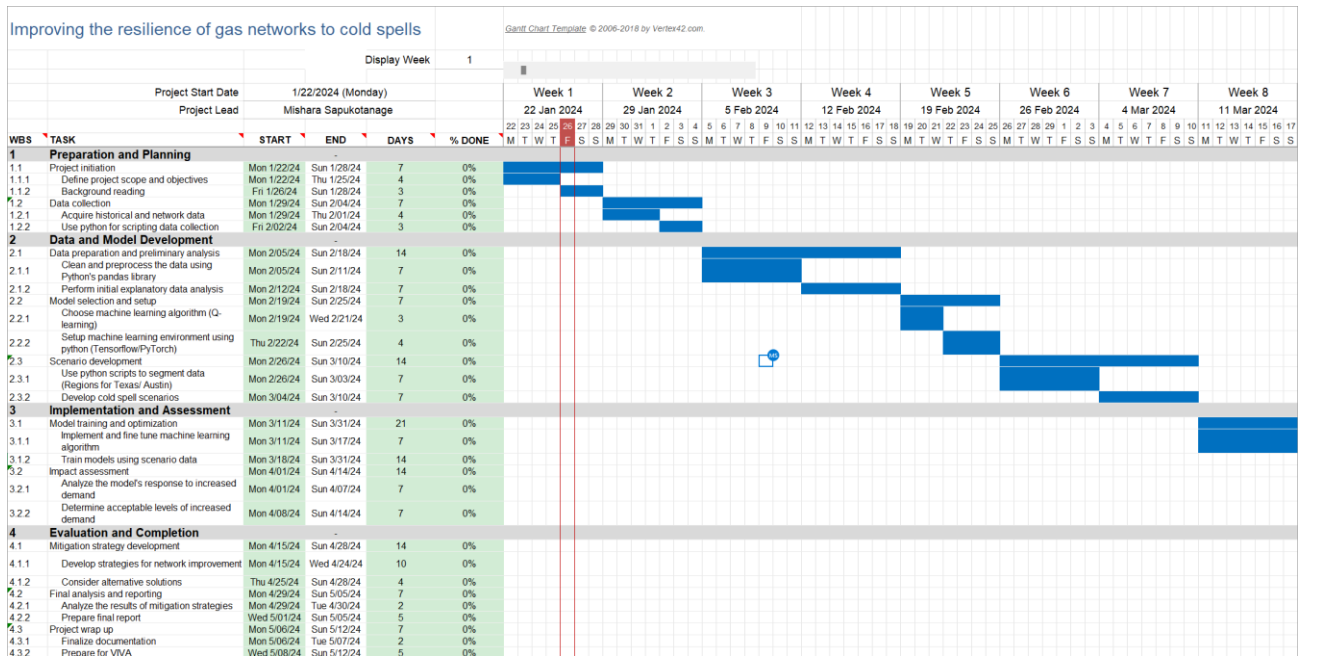 Improving the resilience of gas networks to cold spells
Gantt Chart Template © 2006-2018 by Vertex42.com.
Display Week 1
Project Start Date 1/22/2024 (Monday) Week 1 Week 2 Week 3 Week 4 Week 5 Week 6 Week 7 Week 8
Project Lead Mishara Sapukotanage 22 Jan 2024 29 Jan 2024 5 Feb 2024 12 Feb 2024 19 Feb 2024 26 Feb 2024 4 Mar 2024 11 Mar 2024
22 23 24 25 26 27 28 29 30 31 1 2 3 4 5 6 7 8 9 10 11 12 13 14 15 16 17 18 19 20 21 22 23 24 25 26 27 28 29 1 2 3 4 5 6 7 8 9 10 11 12 13 14 15 16 17
WBS TASK START END DAYS % DONE M T W T F S S M T W T F S S M T W T F S S M T W T F S S M T W T F S S M T W T F S S M T W T F S S M T W T F S S
1 Preparation and Planning -
1.1 Project initiation Mon 1/22/24 Sun 1/28/24 7 0%
1.1.1 Define project scope and objectives Mon 1/22/24 Thu 1/25/24 4 0%
1.1.2 Background reading Fri 1/26/24 Sun 1/28/24 3 0%
1.2 Data collection Mon 1/29/24 Sun 2/04/24 7 0%
1.2.1 Acquire historical and network data Mon 1/29/24 Thu 2/01/24 4 0%
1.2.2 Use python for scripting data collection Fri 2/02/24 Sun 2/04/24 3 0%
2 Data and Model Development -
2.1 Data preparation and preliminary analysis Mon 2/05/24 Sun 2/18/24 14 0%
2.1.1 Clean and preprocess the data using
Python's pandas library Mon 2/05/24 Sun 2/11/24 7 0%
2.1.2 Perform initial explanatory data analysis Mon 2/12/24 Sun 2/18/24 7 0%
2.2 Model selection and setup Mon 2/19/24 Sun 2/25/24 7 0%
2.2.1 Choose machine learning algorithm (Q-
learning) Mon 2/19/24 Wed 2/21/24 3 0%
2.2.2 Setup machine learning environment using
python (Tensorflow/PyTorch) Thu 2/22/24 Sun 2/25/24 4 0%
MS
2.3 Scenario development Mon 2/26/24 Sun 3/10/24 14 0%
2.3.1 Use python scripts to segment data
(Regions for Texas/ Austin) Mon 2/26/24 Sun 3/03/24 7 0%
2.3.2 Develop cold spell scenarios Mon 3/04/24 Sun 3/10/24 7 0%
3 Implementation and Assessment -
3.1 Model training and optimization Mon 3/11/24 Sun 3/31/24 21 0%
3.1.1 Implement and fine tune machine learning
algorithm Mon 3/11/24 Sun 3/17/24 7 0%
3.1.2 Train models using scenario data Mon 3/18/24 Sun 3/31/24 14 0%
3.2 Impact assessment Mon 4/01/24 Sun 4/14/24 14 0%
3.2.1 Analyze the model's response to increased
demand Mon 4/01/24 Sun 4/07/24 7 0%
3.2.2 Determine acceptable levels of increased
demand Mon 4/08/24 Sun 4/14/24 7 0%
4 Evaluation and Completion -
4.1 Mitigation strategy development Mon 4/15/24 Sun 4/28/24 14 0%
4.1.1 Develop strategies for network improvement Mon 4/15/24 Wed 4/24/24 10 0%
4.1.2 Consider alternative solutions Thu 4/25/24 Sun 4/28/24 4 0%
4.2 Final analysis and reporting Mon 4/29/24 Sun 5/05/24 7 0%
4.2.1 Analyze the results of mitigation strategies Mon 4/29/24 Tue 4/30/24 2 0%
4.2.2 Prepare final report Wed 5/01/24 Sun 5/05/24 5 0%
4.3 Project wrap up Mon 5/06/24 Sun 5/12/24 7 0%
4.3.1 Finalize documentation Mon 5/06/24 Tue 5/07/24 2 0%
4.3.2 Prepare for VIVA Wed 5/08/24 Sun 5/12/24 5 0%